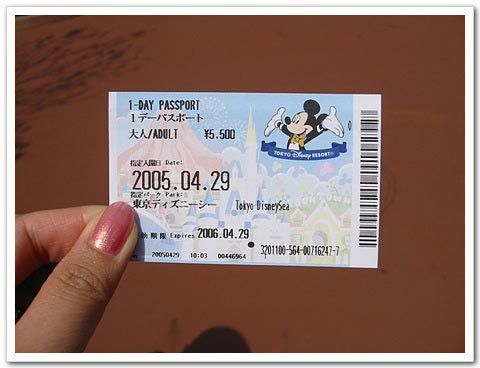 1-DAY PASSPORT
1デーパスポート
大人/ADULT ¥5,500
TOKYO Disney RESORT®
指定入園日 Date:
2005.04.29
指定パーク Park:
東京ディズニーシー Tokyo DisneySea
効期限 Expires 2006.04.29
3201100-564-00716247-7
20050429 10:03 00446964